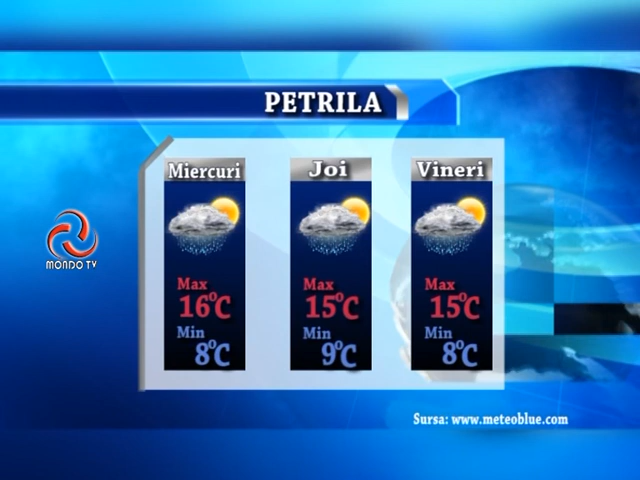 PETRILA
Miercuri
Joi
Vineri
Max
16°C
Min
8°C
Max
15°C
Min
9°C
Max
15°C
Min
8°C
MONDO TV
Sursa: www.meteoblue.com